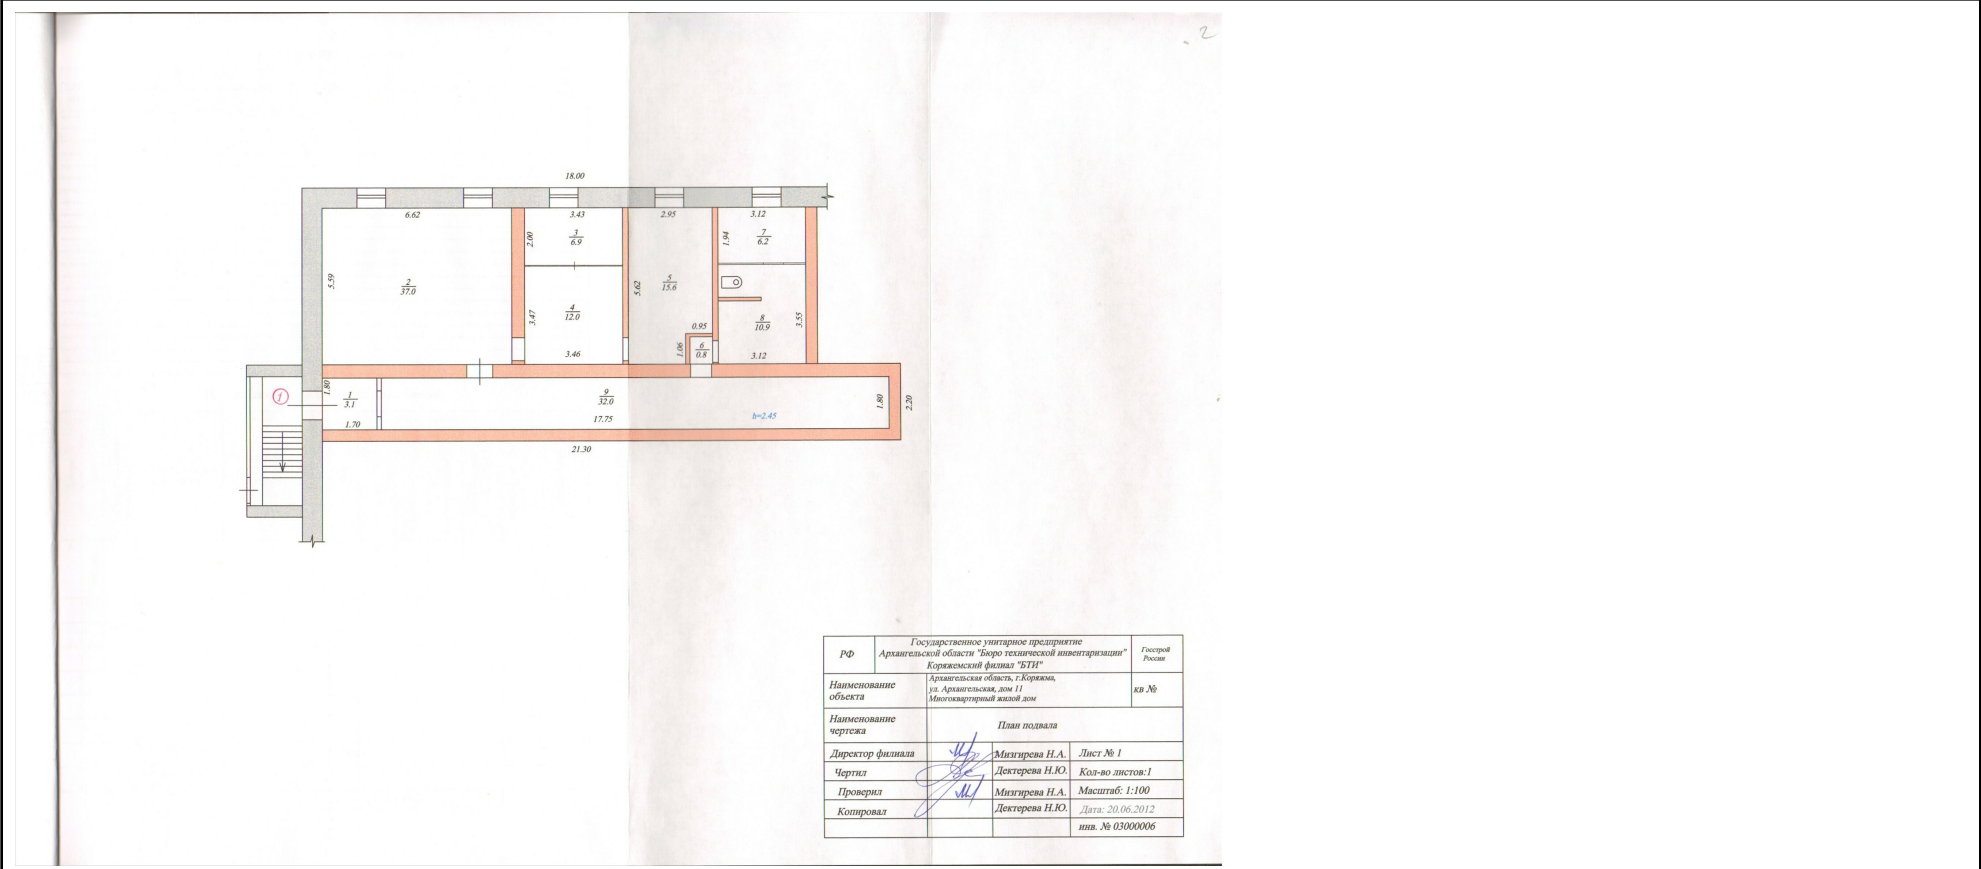 2
18.00
6.62
3.43
2.95
3.12
2.00
3
6.9
1.94
7
6.2
5.59
2
37.0
5.62
5
15.6
3.47
4
12.0
8
10.9
3.55
0.95
1.06
6
0.8
3.46
3.12
1.80
1
1
3.1
9
32.0
1.80
2.20
17.75
h=2.45
1.70
21.30
РФ
Государственное унитарное предприятие
Архангельской области "Бюро технической инвентаризации"
Коряжемский филиал "БТИ"
Госстрой
России
Наименование
объекта
Архангельская область, г.Коряжма,
ул. Архангельская, дом 11
Многоквартирный жилой дом
кв №
Наименование
чертежа
План подвала
Директор филиала
Мизгирева Н.А.
Лист № 1
Чертил
Дектерева Н.Ю.
Кол-во листов:1
Проверил
Мизгирева Н.А.
Масштаб: 1:100
Копировал
Дектерева Н.Ю.
Дата: 20.06.2012
инв. № 03000006